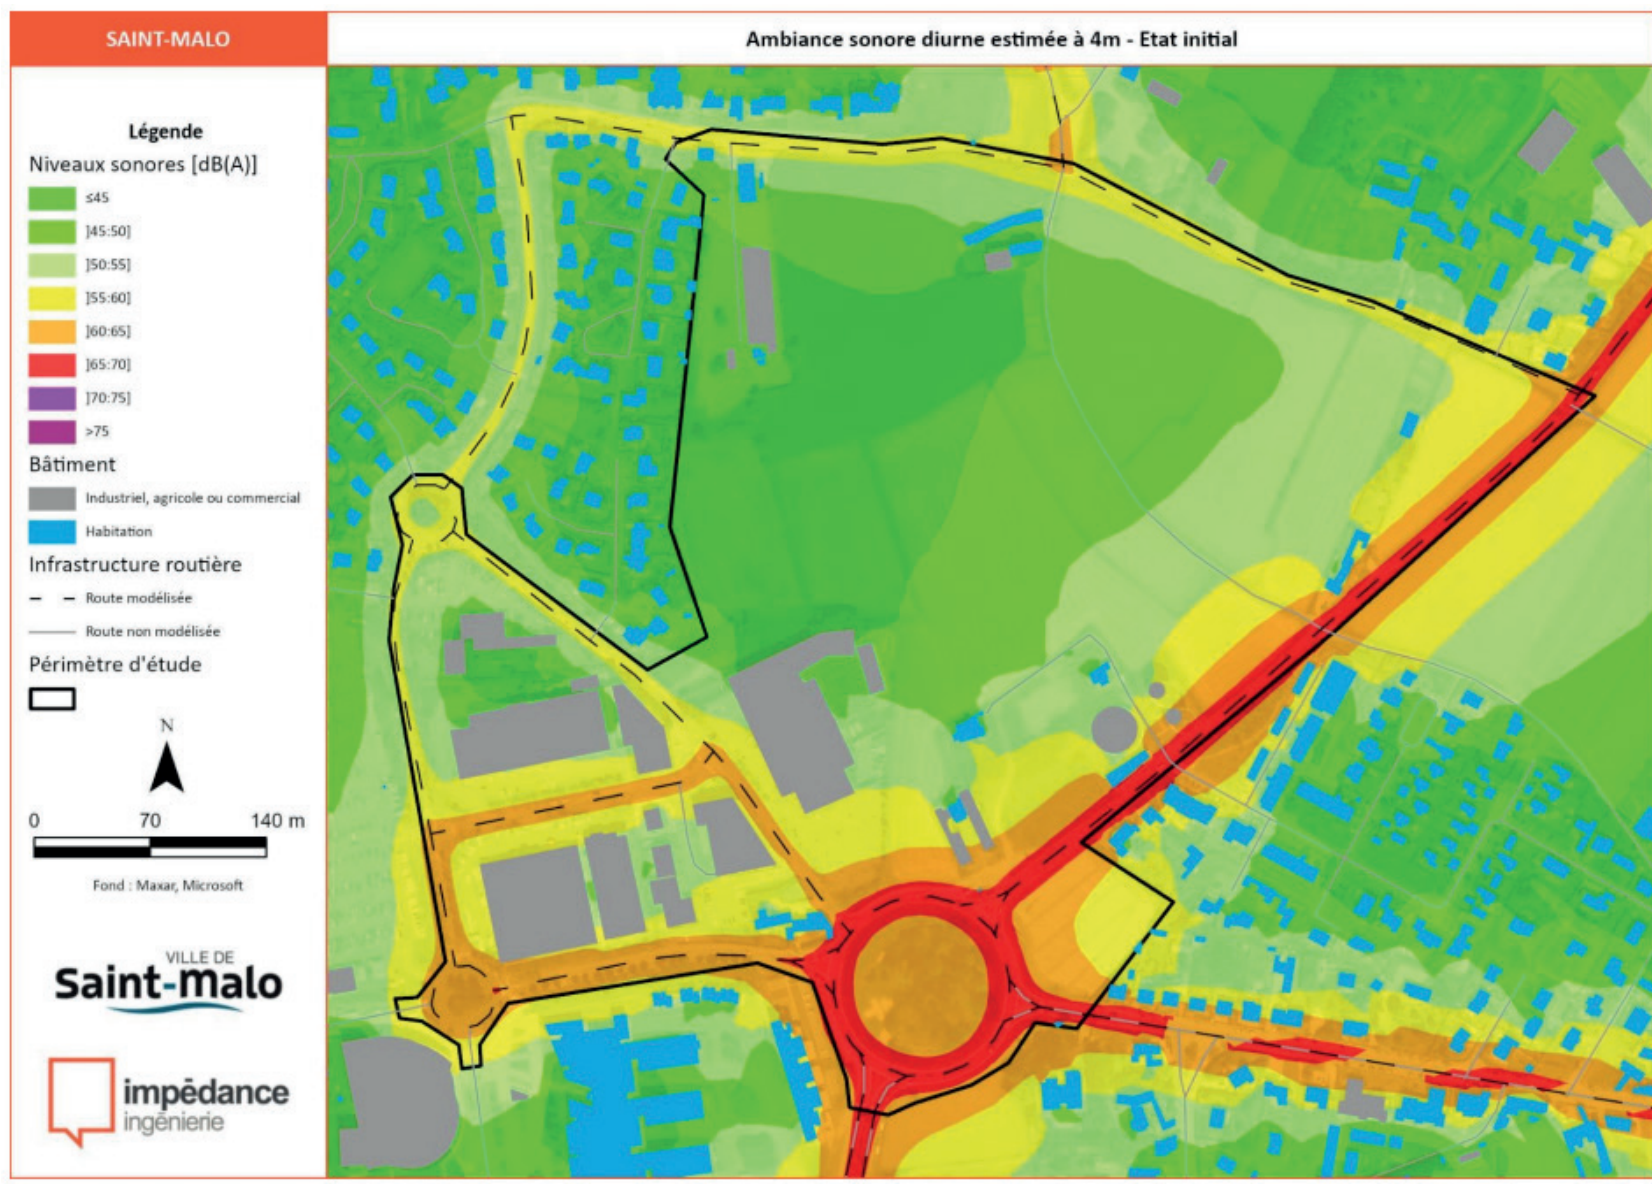 SAINT-MALO
Ambiance sonore diurne estimée à 4m - Etat initial
Légende
Niveaux sonores [dB(A)]
≤45
]45:50]
]50:55]
]55:60]
]60:65]
]65:70]
]70:75]
>75
Bâtiment
Industriel, agricole ou commercial
Habitation
Infrastructure routière
Route modélisée
Route non modélisée
Périmètre d'étude
N
0 70 140 m
Fond : Maxar, Microsoft
VILLE DE
saint-malo
impédance
ingénierie